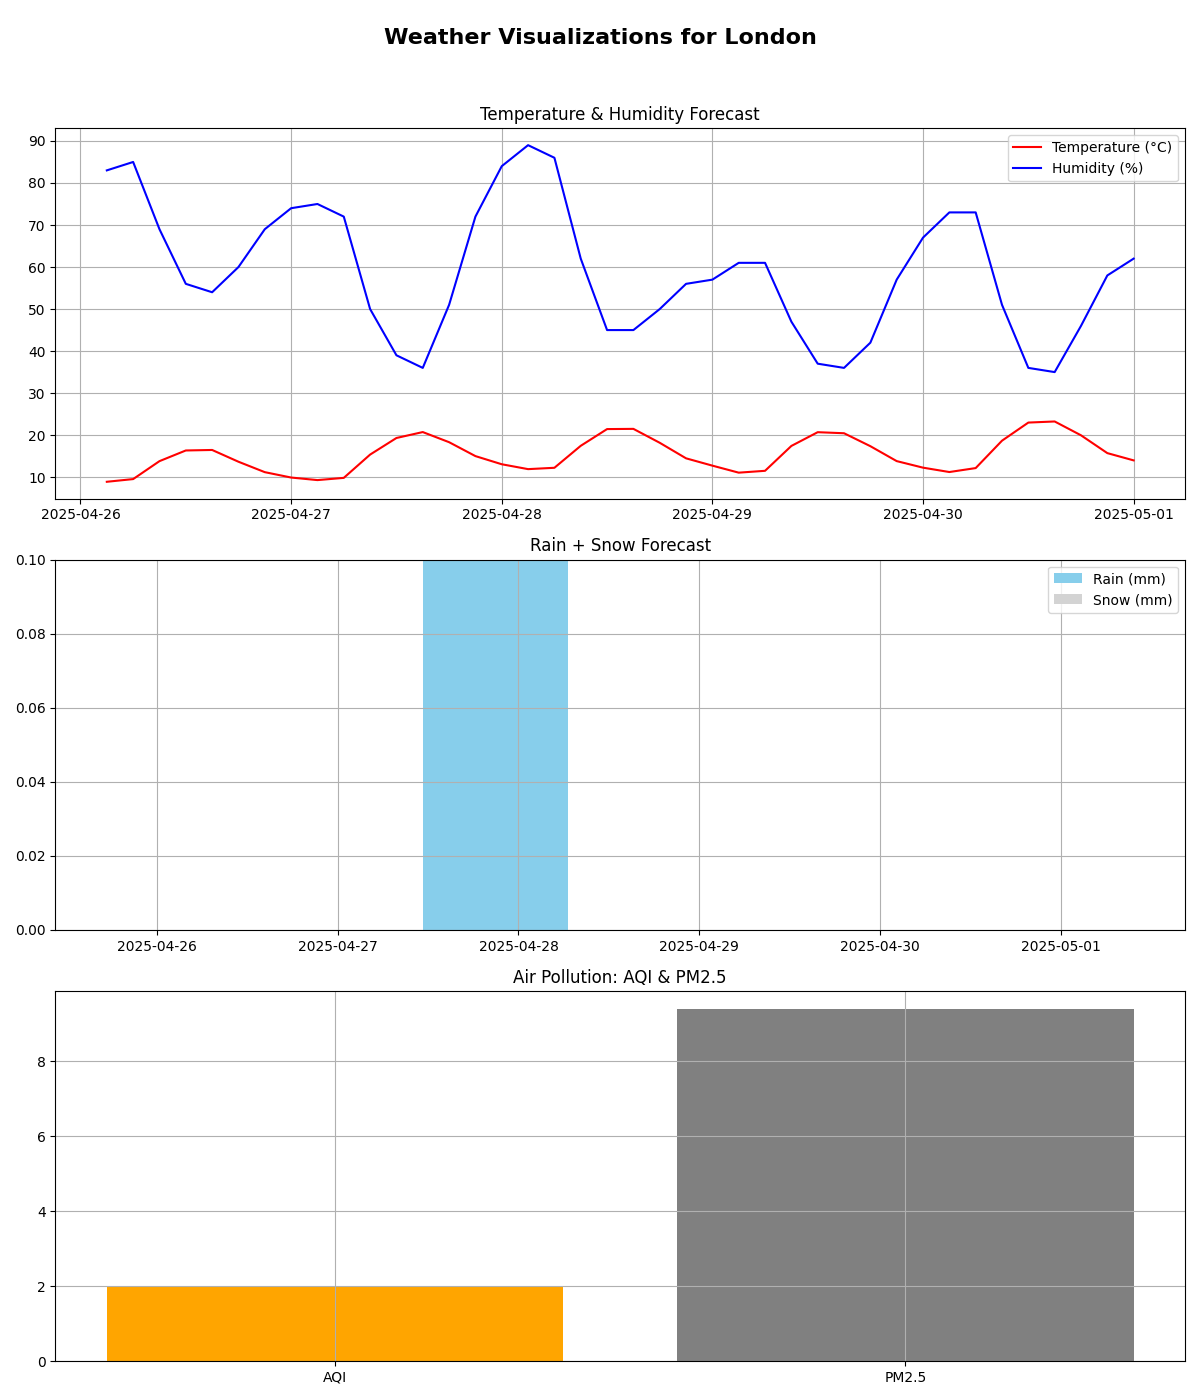 Weather Visualizations for London
Temperature & Humidity Forecast
Temperature (°C)
Humidity (%)
90
80
70
60
50
40
30
20
10
2025-04-26 2025-04-27 2025-04-28 2025-04-29 2025-04-30 2025-05-01
Rain + Snow Forecast
Rain (mm)
Snow (mm)
0.10
0.08
0.06
0.04
0.02
0.00
2025-04-26 2025-04-27 2025-04-28 2025-04-29 2025-04-30 2025-05-01
Air Pollution: AQI & PM2.5
8
6
4
2
0
AQI PM2.5